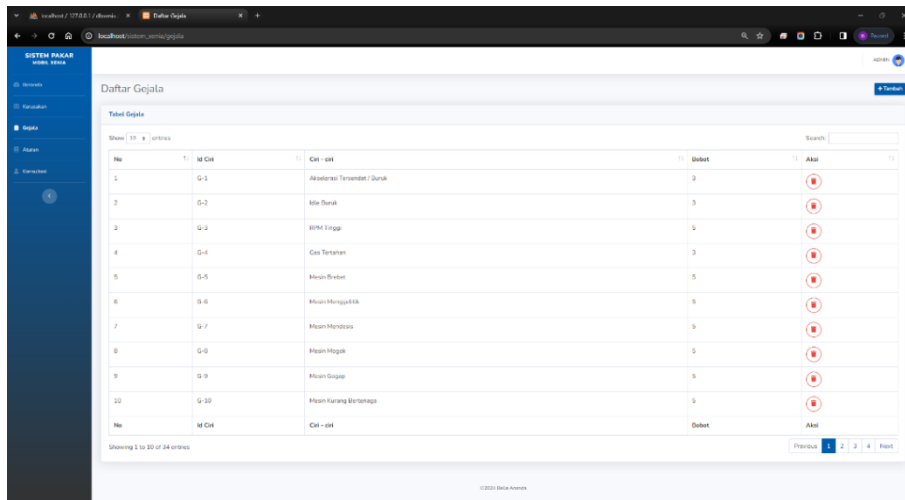 localhost / 127.0.0.1 /
Daftar Gejala
localhost/sistem_xenia/gejala
SISTEM PAKAR
MOBIL XENIA
ADMIN
Beranda
Kerusakan
Gejala
Aturan
Konsultasi
Daftar Gejala
+ Tambah
Tabel Gejala
Show 10 entries
Search:
No Id Ciri Ciri - ciri Bobot Aksi
1 G-1 Akselerasi Tersendat / Buruk 3
2 G-2 Idle Buruk 3
3 G-3 RPM Tinggi 5
4 G-4 Gas Tertahan 3
5 G-5 Mesin Brebet 5
6 G-6 Mesin Menggelitik 5
7 G-7 Mesin Mendesis 5
8 G-8 Mesin Mogok 5
9 G-9 Mesin Gagap 5
10 G-10 Mesin Kurang Bertenaga 5
No Id Ciri Ciri - ciri Bobot Aksi
Showing 1 to 10 of 34 entries
Previous 1 2 3 4 Next